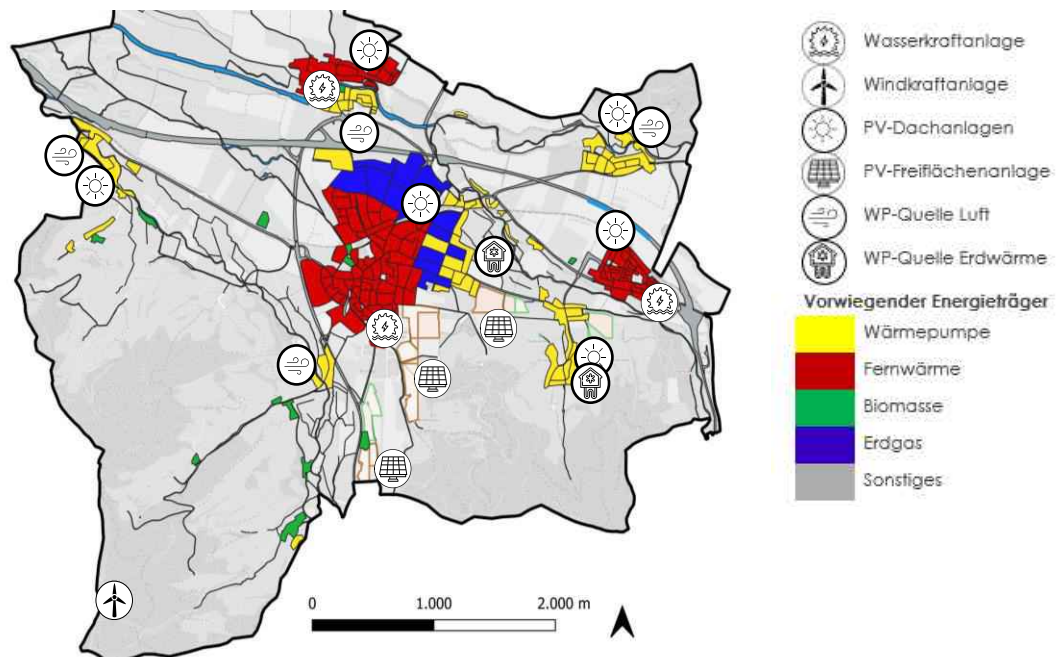 Wasserkraftanlage
Windkraftanlage
PV-Dachanlagen
PV-Freiflächenanlage
WP-Quelle Luft
WP-Quelle Erdwärme
Vorwiegender Energieträger
Wärmepumpe
Fernwärme
Biomasse
Erdgas
Sonstiges
0 1.000 2.000 m